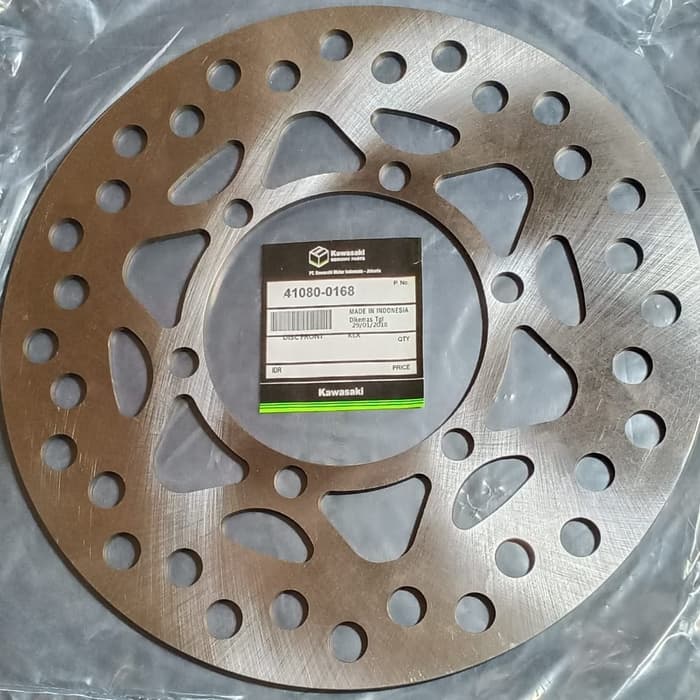 Kawasaki
GENUINE PARTS
PT. Kawasaki Motor Indonesia - Jakarta
P. No.
41080-0168
MADE IN INDONESIA
Dikemas Tgl
29/01/2018
DISC FRONT KLX
QTY
IDR PRICE
Kawasaki